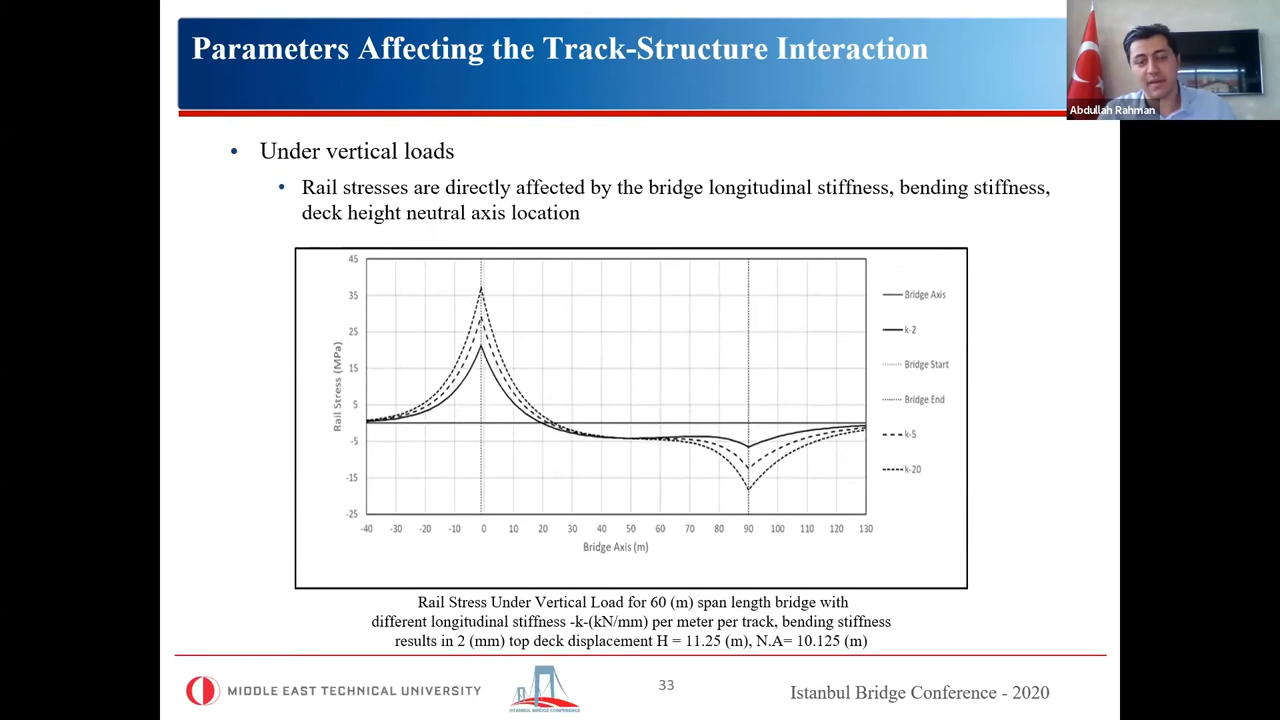 Parameters Affecting the Track-Structure Interaction
Abdullah Rahman
• Under vertical loads
• Rail stresses are directly affected by the bridge longitudinal stiffness, bending stiffness,
deck height neutral axis location
45
35
25
15
5
-5
-15
-25
Rail Stress (MPa)
-40 -30 -20 -10 0 10 20 30 40 50 60 70 80 90 100 110 120 130
Bridge Axis (m)
Bridge Axis
k-2
Bridge Start
Bridge End
k-5
k-20
Rail Stress Under Vertical Load for 60 (m) span length bridge with
different longitudinal stiffness -k-(kN/mm) per meter per track, bending stiffness
results in 2 (mm) top deck displacement H = 11.25 (m), N.A= 10.125 (m)
MIDDLE EAST TECHNICAL UNIVERSITY
ISTANBUL BRIDGE CONFERENCE
33
Istanbul Bridge Conference - 2020